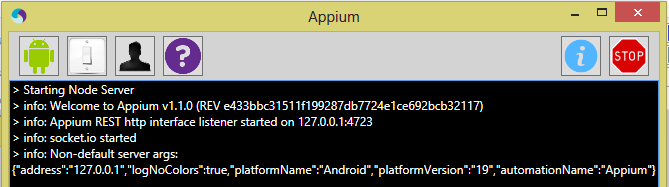 Appium
?
i
STOP
> Starting Node Server
> info: Welcome to Appium v1.1.0 (REV e433bbc31511f199287db7724e1ce692bcb32117)
> info: Appium REST http interface listener started on 127.0.0.1:4723
> info: socket.io started
> info: Non-default server args:
{"address":"127.0.0.1","logNoColors":true,"platformName":"Android","platformVersion":"19","automationName":"Appium"}